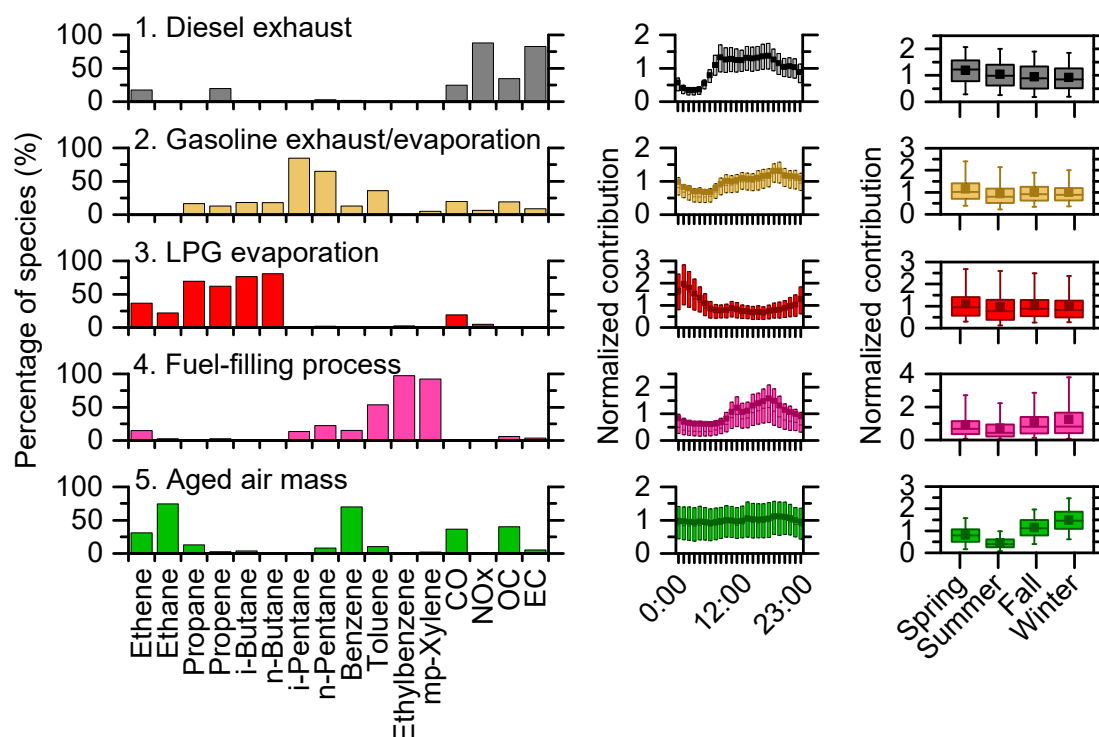 Percentage of species (%)
1. Diesel exhaust
100
50
0
2. Gasoline exhaust/evaporation
100
50
0
3. LPG evaporation
100
50
0
4. Fuel-filling process
100
50
0
5. Aged air mass
100
50
0
Ethene
Ethane
Propane
Propene
i-Butane
n-Butane
i-Pentane
n-Pentane
Benzene
Toluene
Ethylbenzene
mp-Xylene
CO
NOx
OC
EC
Normalized contribution
2
1
0
2
1
0
2
1
0
2
1
0
2
1
0
0:00
12:00
23:00
Normalized contribution
2
1
0
3
2
1
0
3
2
1
0
4
2
0
3
2
1
0
Spring
Summer
Fall
Winter